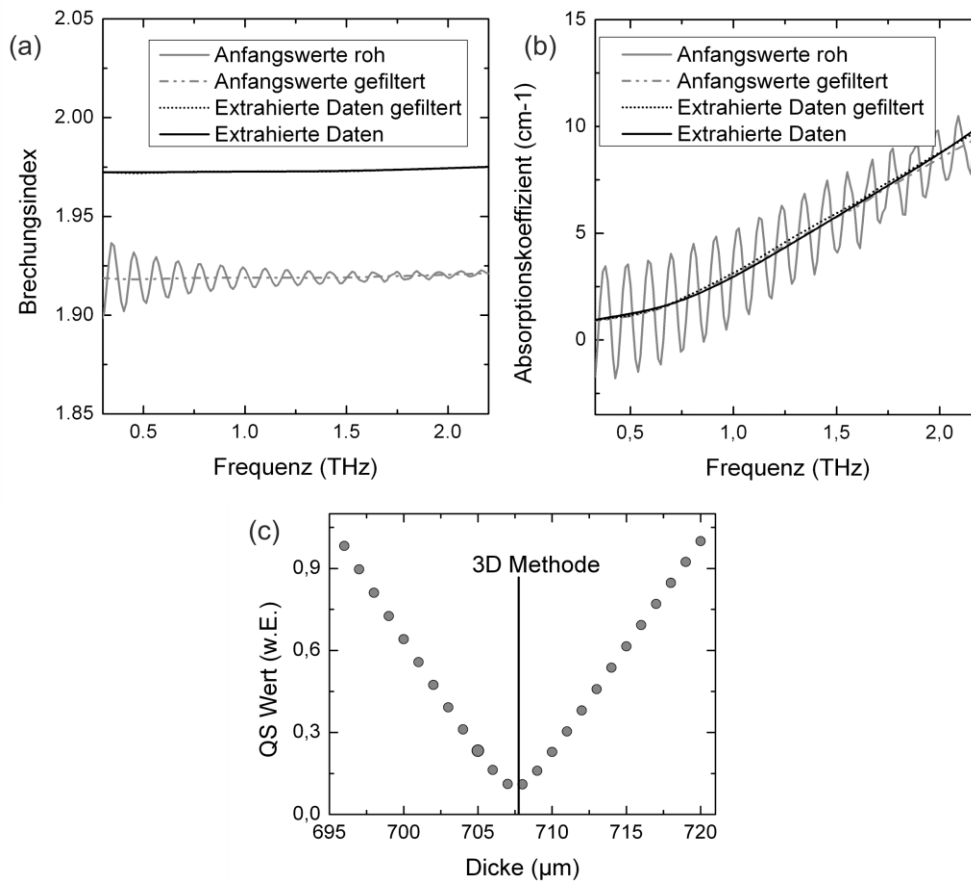 (a)
2.05
2.00
1.95
1.90
1.85
Brechungsindex
Anfangswerte roh
Anfangswerte gefiltert
Extrahierte Daten gefiltert
Extrahierte Daten
0.5
1.0
1.5
2.0
Frequenz (THz)
(b)
15
10
5
0
Absorptionskoeffizient (cm-1)
Anfangswerte roh
Anfangswerte gefiltert
Extrahierte Daten gefiltert
Extrahierte Daten
0,5
1,0
1,5
2,0
Frequenz (THz)
(c)
0,9
0,6
0,3
0,0
QS Wert (w.E.)
3D Methode
695
700
705
710
715
720
Dicke (µm)